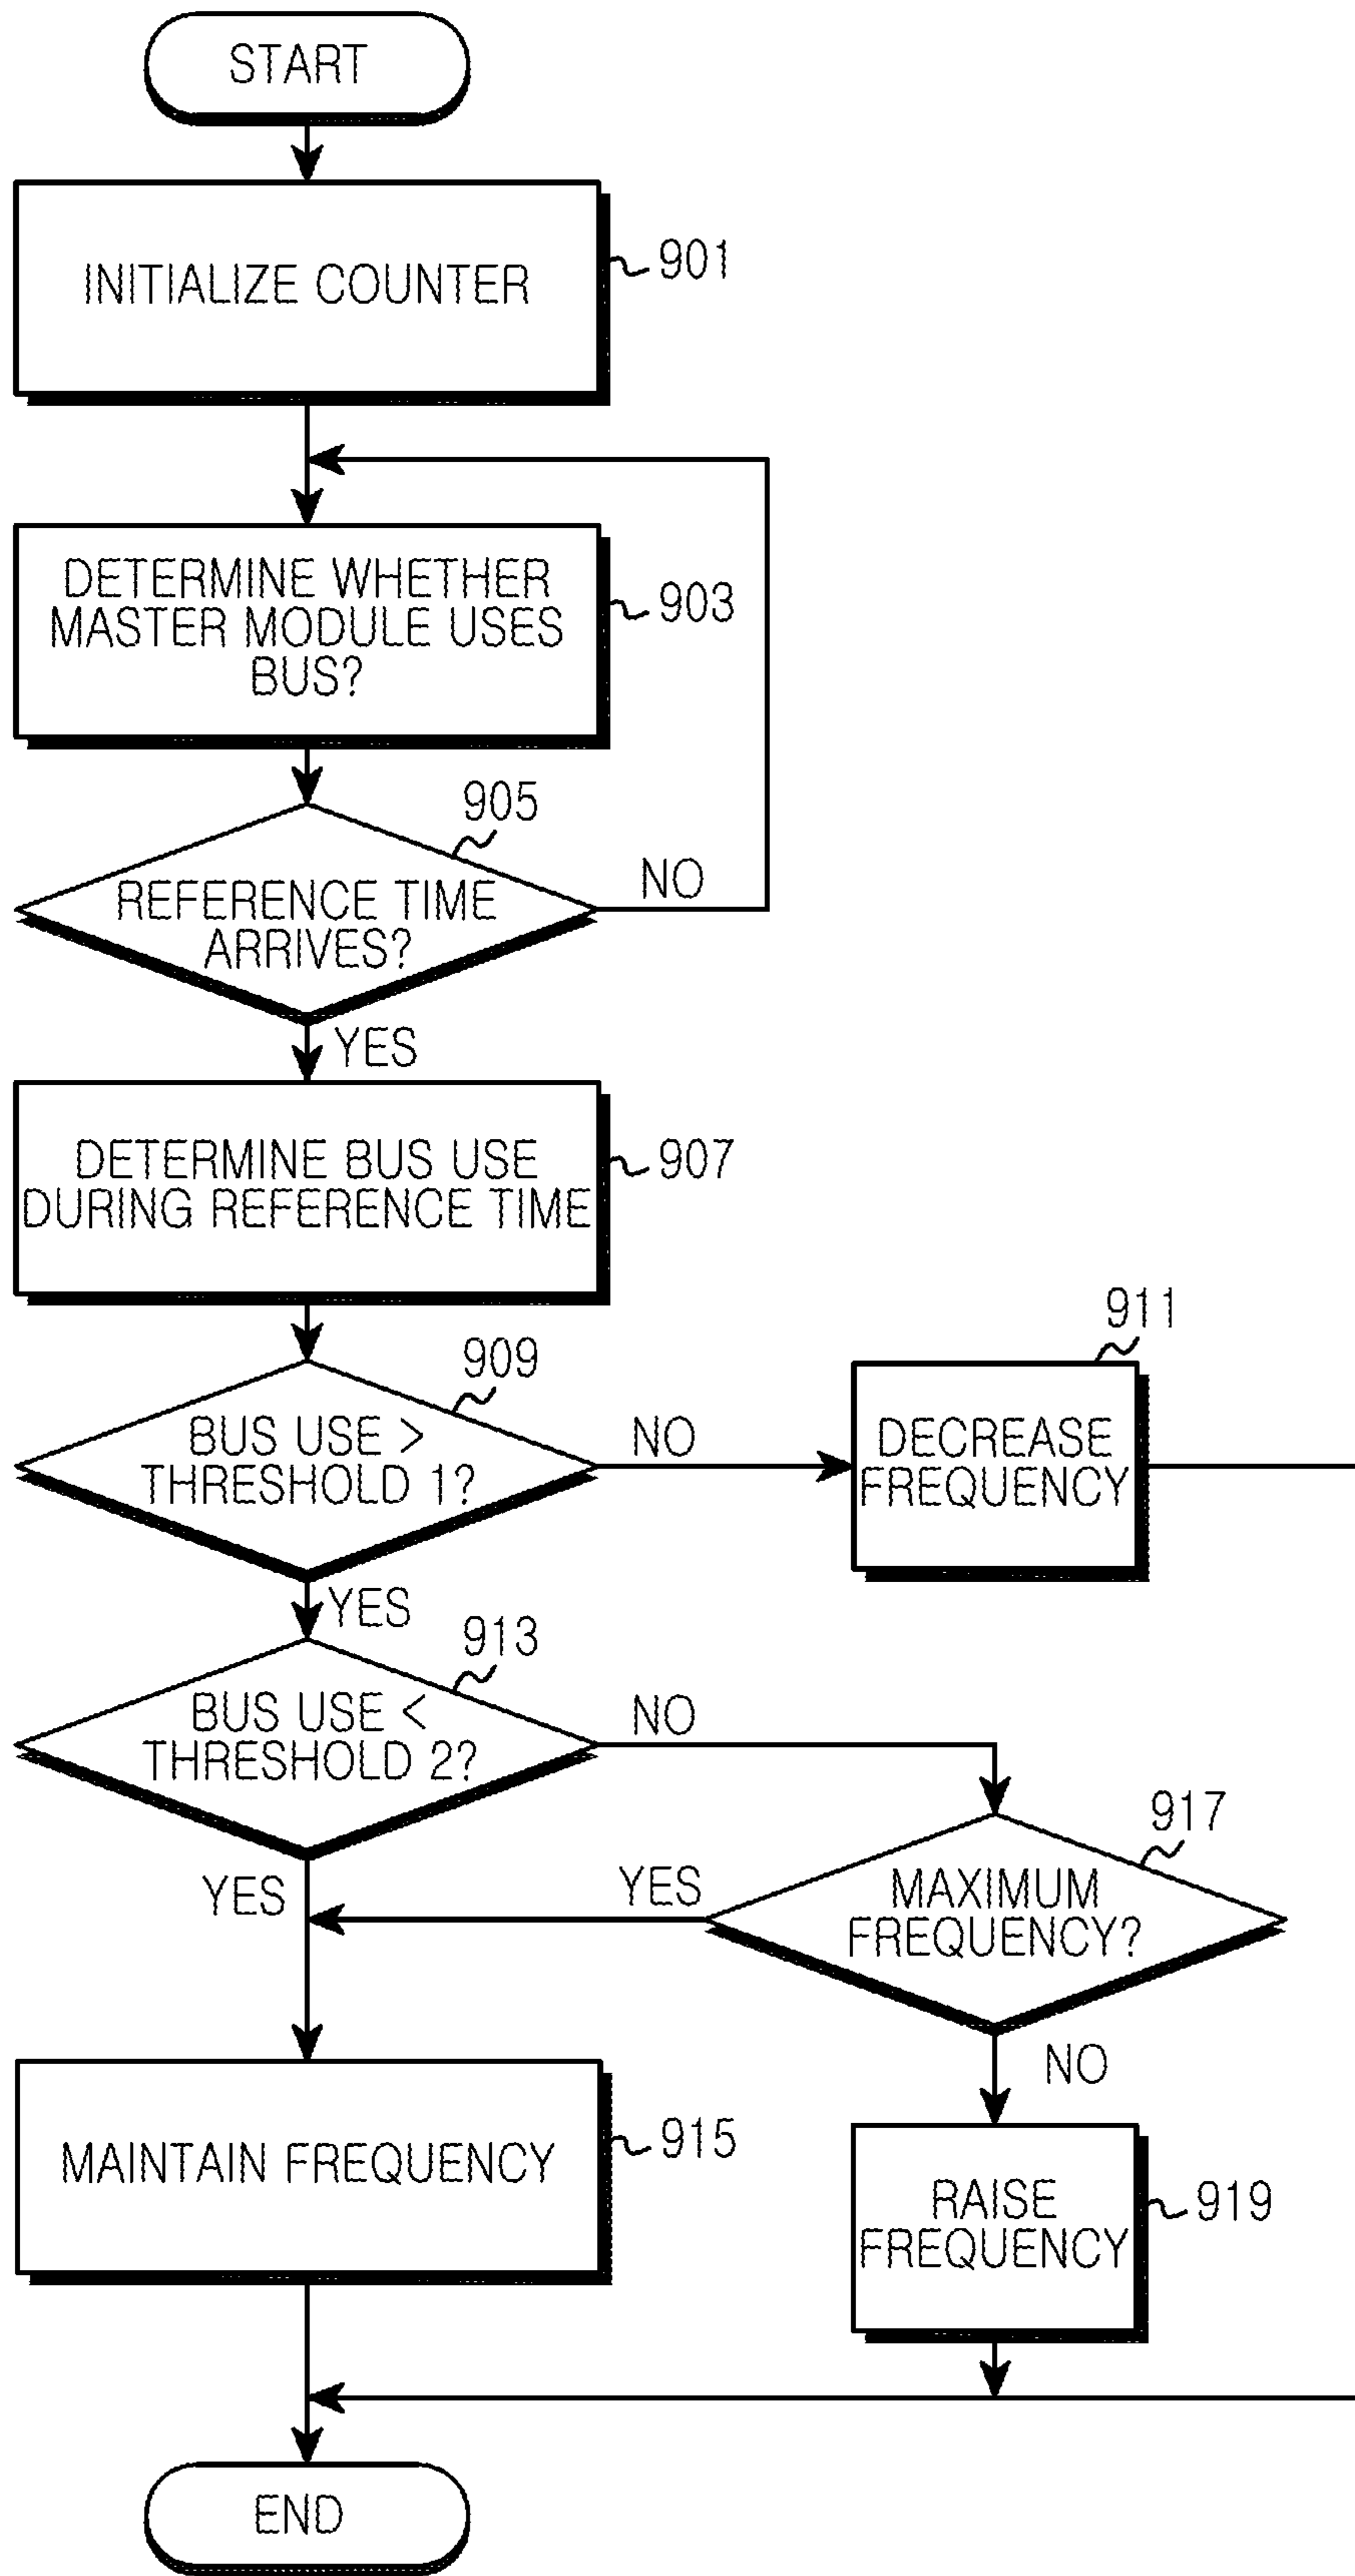 START
INITIALIZE COUNTER
901
DETERMINE WHETHER
MASTER MODULE USES
BUS?
903
905
REFERENCE TIME
ARRIVES?
NO
YES
DETERMINE BUS USE
DURING REFERENCE TIME
907
909
BUS USE >
THRESHOLD 1?
NO
911
DECREASE
FREQUENCY
YES
913
BUS USE <
THRESHOLD 2?
NO
917
MAXIMUM
FREQUENCY?
YES
YES
NO
MAINTAIN FREQUENCY
915
RAISE
FREQUENCY
919
END